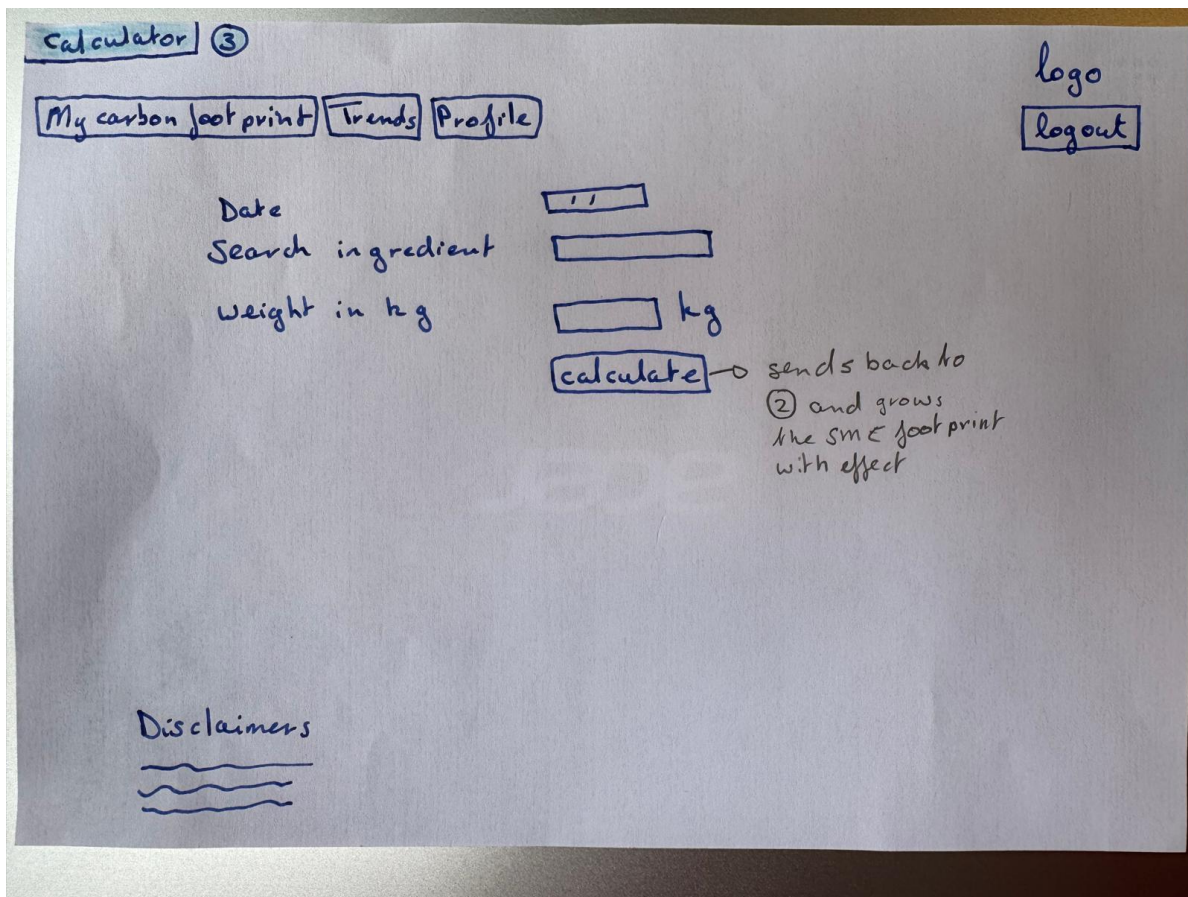 Calculator ③
logo
My carbon footprint Trends Profile
logout
Date / /
Search ingredient
weight in kg kg
calculate sends back to
② and grows
the SME footprint
with effect
Disclaimers